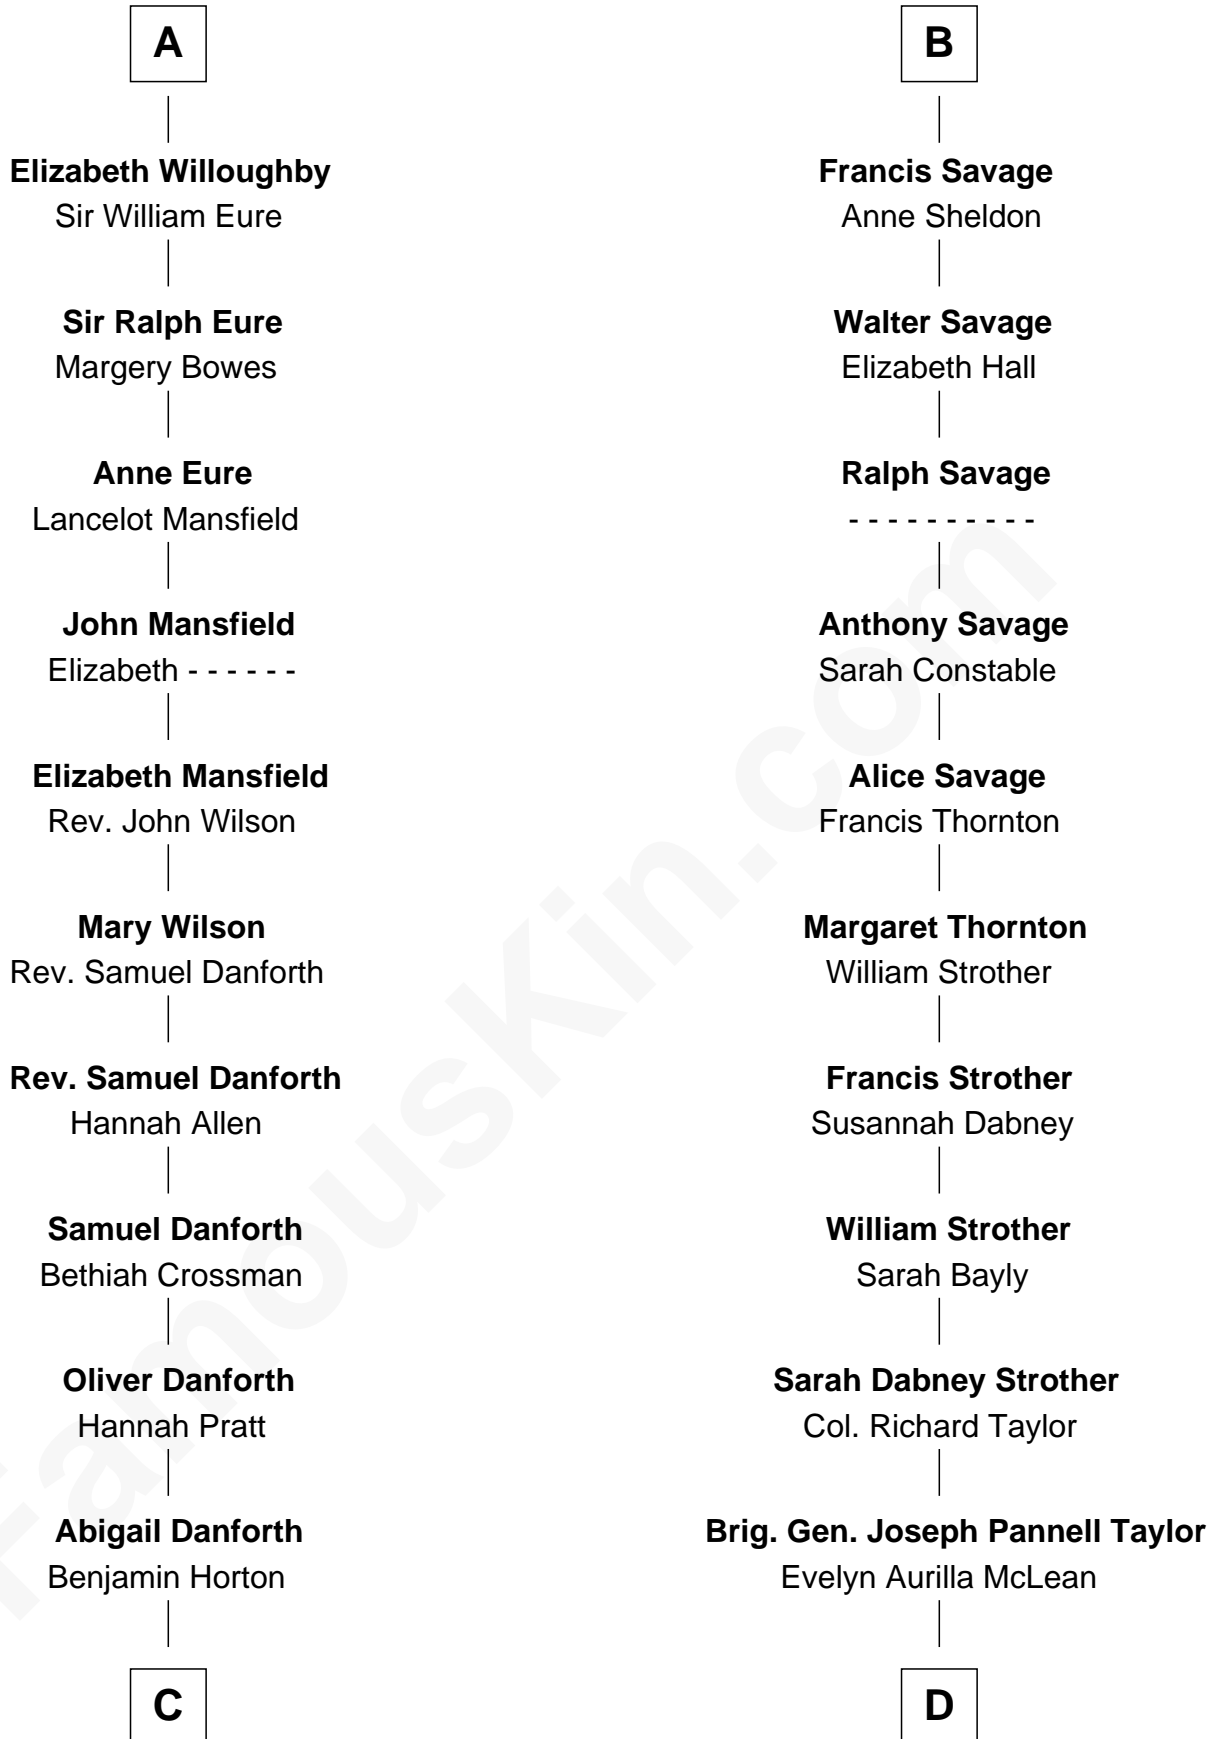 A
Elizabeth Willoughby
Sir William Eure
Sir Ralph Eure
Margery Bowes
Anne Eure
Lancelot Mansfield
John Mansfield
Elizabeth - - - - - -
Elizabeth Mansfield
Rev. John Wilson
Mary Wilson
Rev. Samuel Danforth
Rev. Samuel Danforth
Hannah Allen
Samuel Danforth
Bethiah Crossman
Oliver Danforth
Hannah Pratt
Abigail Danforth
Benjamin Horton
C
B
Francis Savage
Anne Sheldon
Walter Savage
Elizabeth Hall
Ralph Savage
- - - - - - - - - -
Anthony Savage
Sarah Constable
Alice Savage
Francis Thornton
Margaret Thornton
William Strother
Francis Strother
Susannah Dabney
William Strother
Sarah Bayly
Sarah Dabney Strother
Col. Richard Taylor
Brig. Gen. Joseph Pannell Taylor
Evelyn Aurilla McLean
D
FamousKin.com